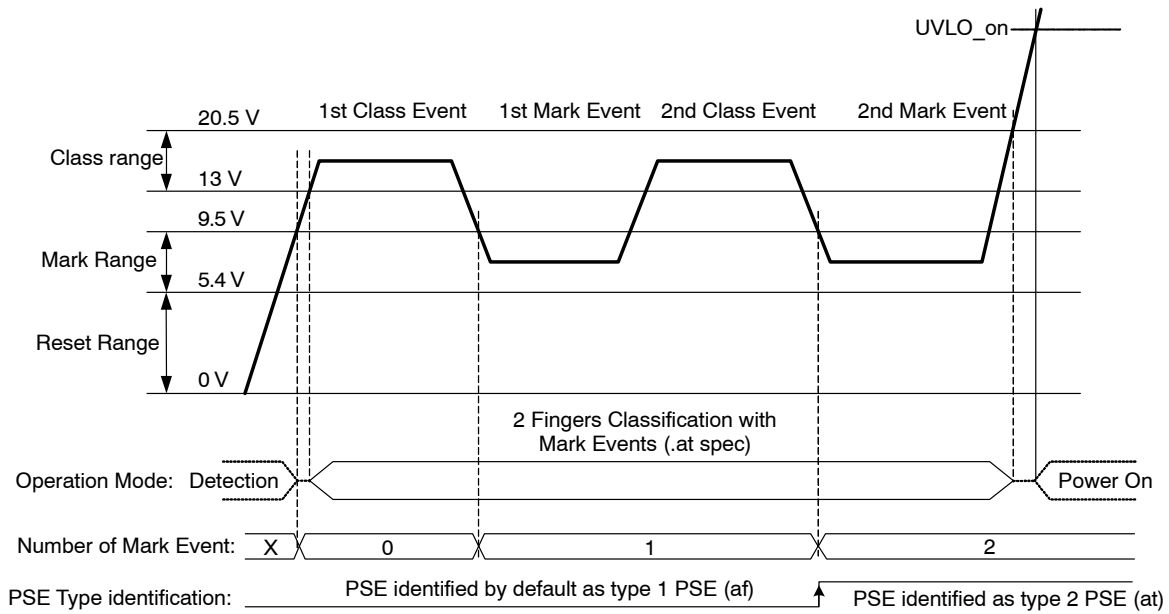 UVLO_on
1st Class Event 1st Mark Event 2nd Class Event 2nd Mark Event
20.5 V
Class range
13 V
9.5 V
Mark Range
5.4 V
Reset Range
0 V
2 Fingers Classification with
Mark Events (.at spec)
Operation Mode: Detection Power On
Number of Mark Event: X 0 1 2
PSE Type identification: PSE identified by default as type 1 PSE (af) PSE identified as type 2 PSE (at)